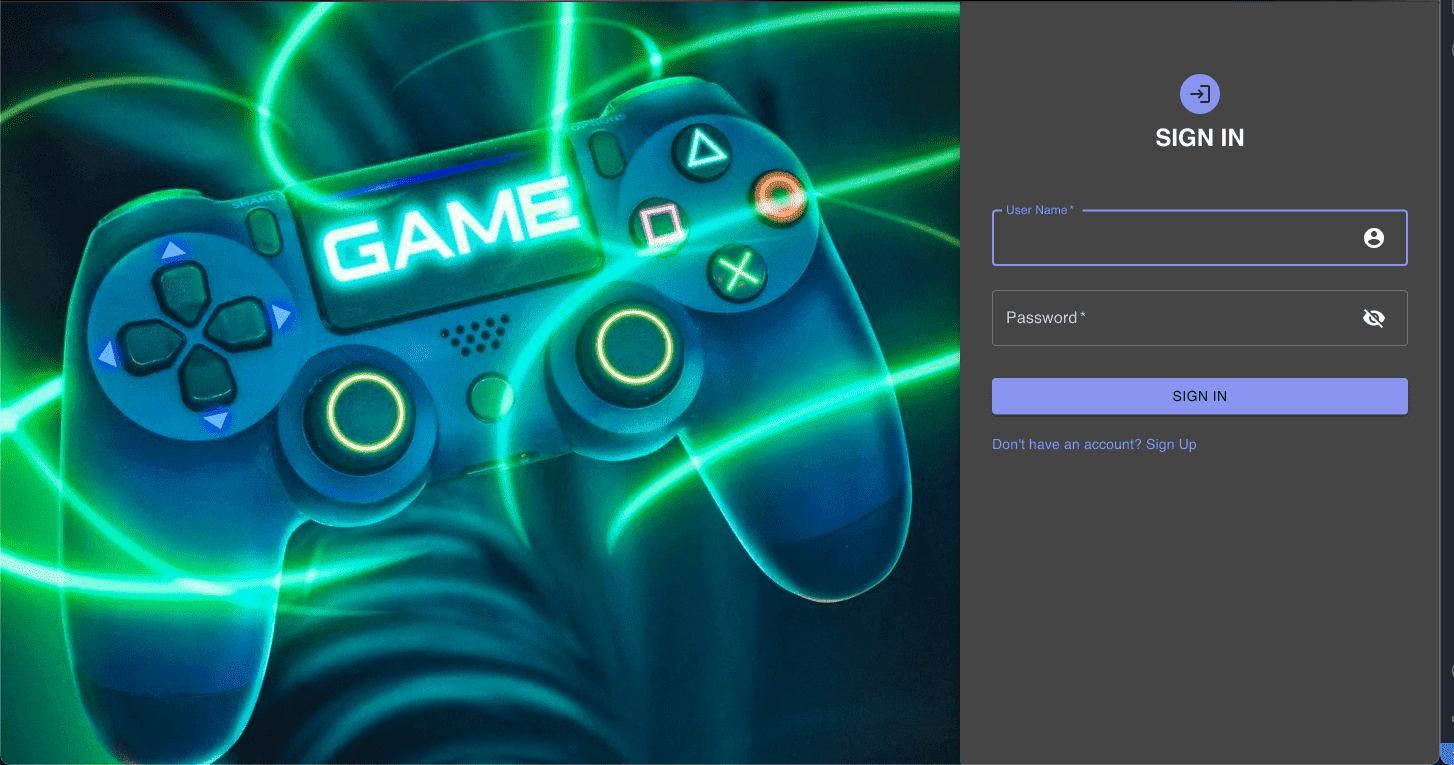 SHARE
OPTIONS
GAME
SIGN IN
User Name *
Password *
SIGN IN
Don't have an account? Sign Up